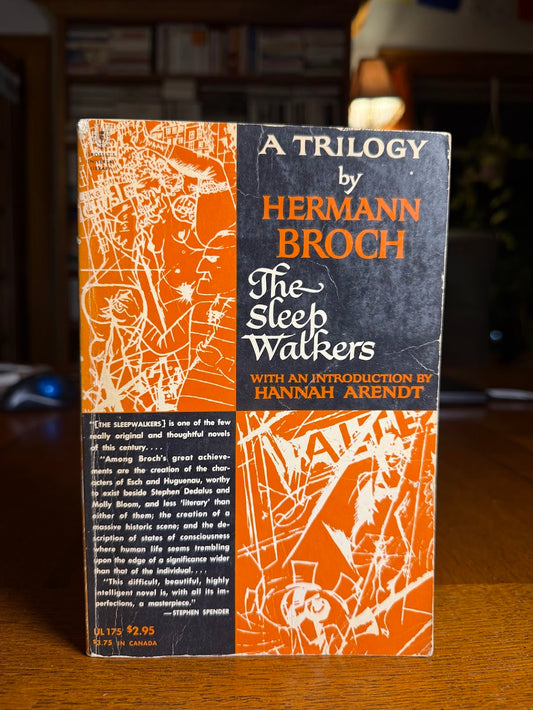 GROSSET'S
UNIVERSAL
LIBRARY
A TRILOGY
by
HERMANN
BROCH
The
Sleep
Walkers
WITH AN INTRODUCTION BY
HANNAH ARENDT
"[THE SLEEPWALKERS] is one of the few
really original and thoughtful novels
of this century. . . .
"Among Broch's great achieve-
ments are the creation of the char-
acters of Esch and Huguenau, worthy
to exist beside Stephen Dedalus and
Molly Bloom, and less 'literary' than
either of them; the creation of a
massive historic scene; and the de-
scription of states of consciousness
where human life seems trembling
upon the edge of a significance wider
than that of the individual. . . .
"This difficult, beautiful, highly
intelligent novel is, with all its im-
perfections, a masterpiece."
—STEPHEN SPENDER
UL 175 $2.95
$3.75 IN CANADA